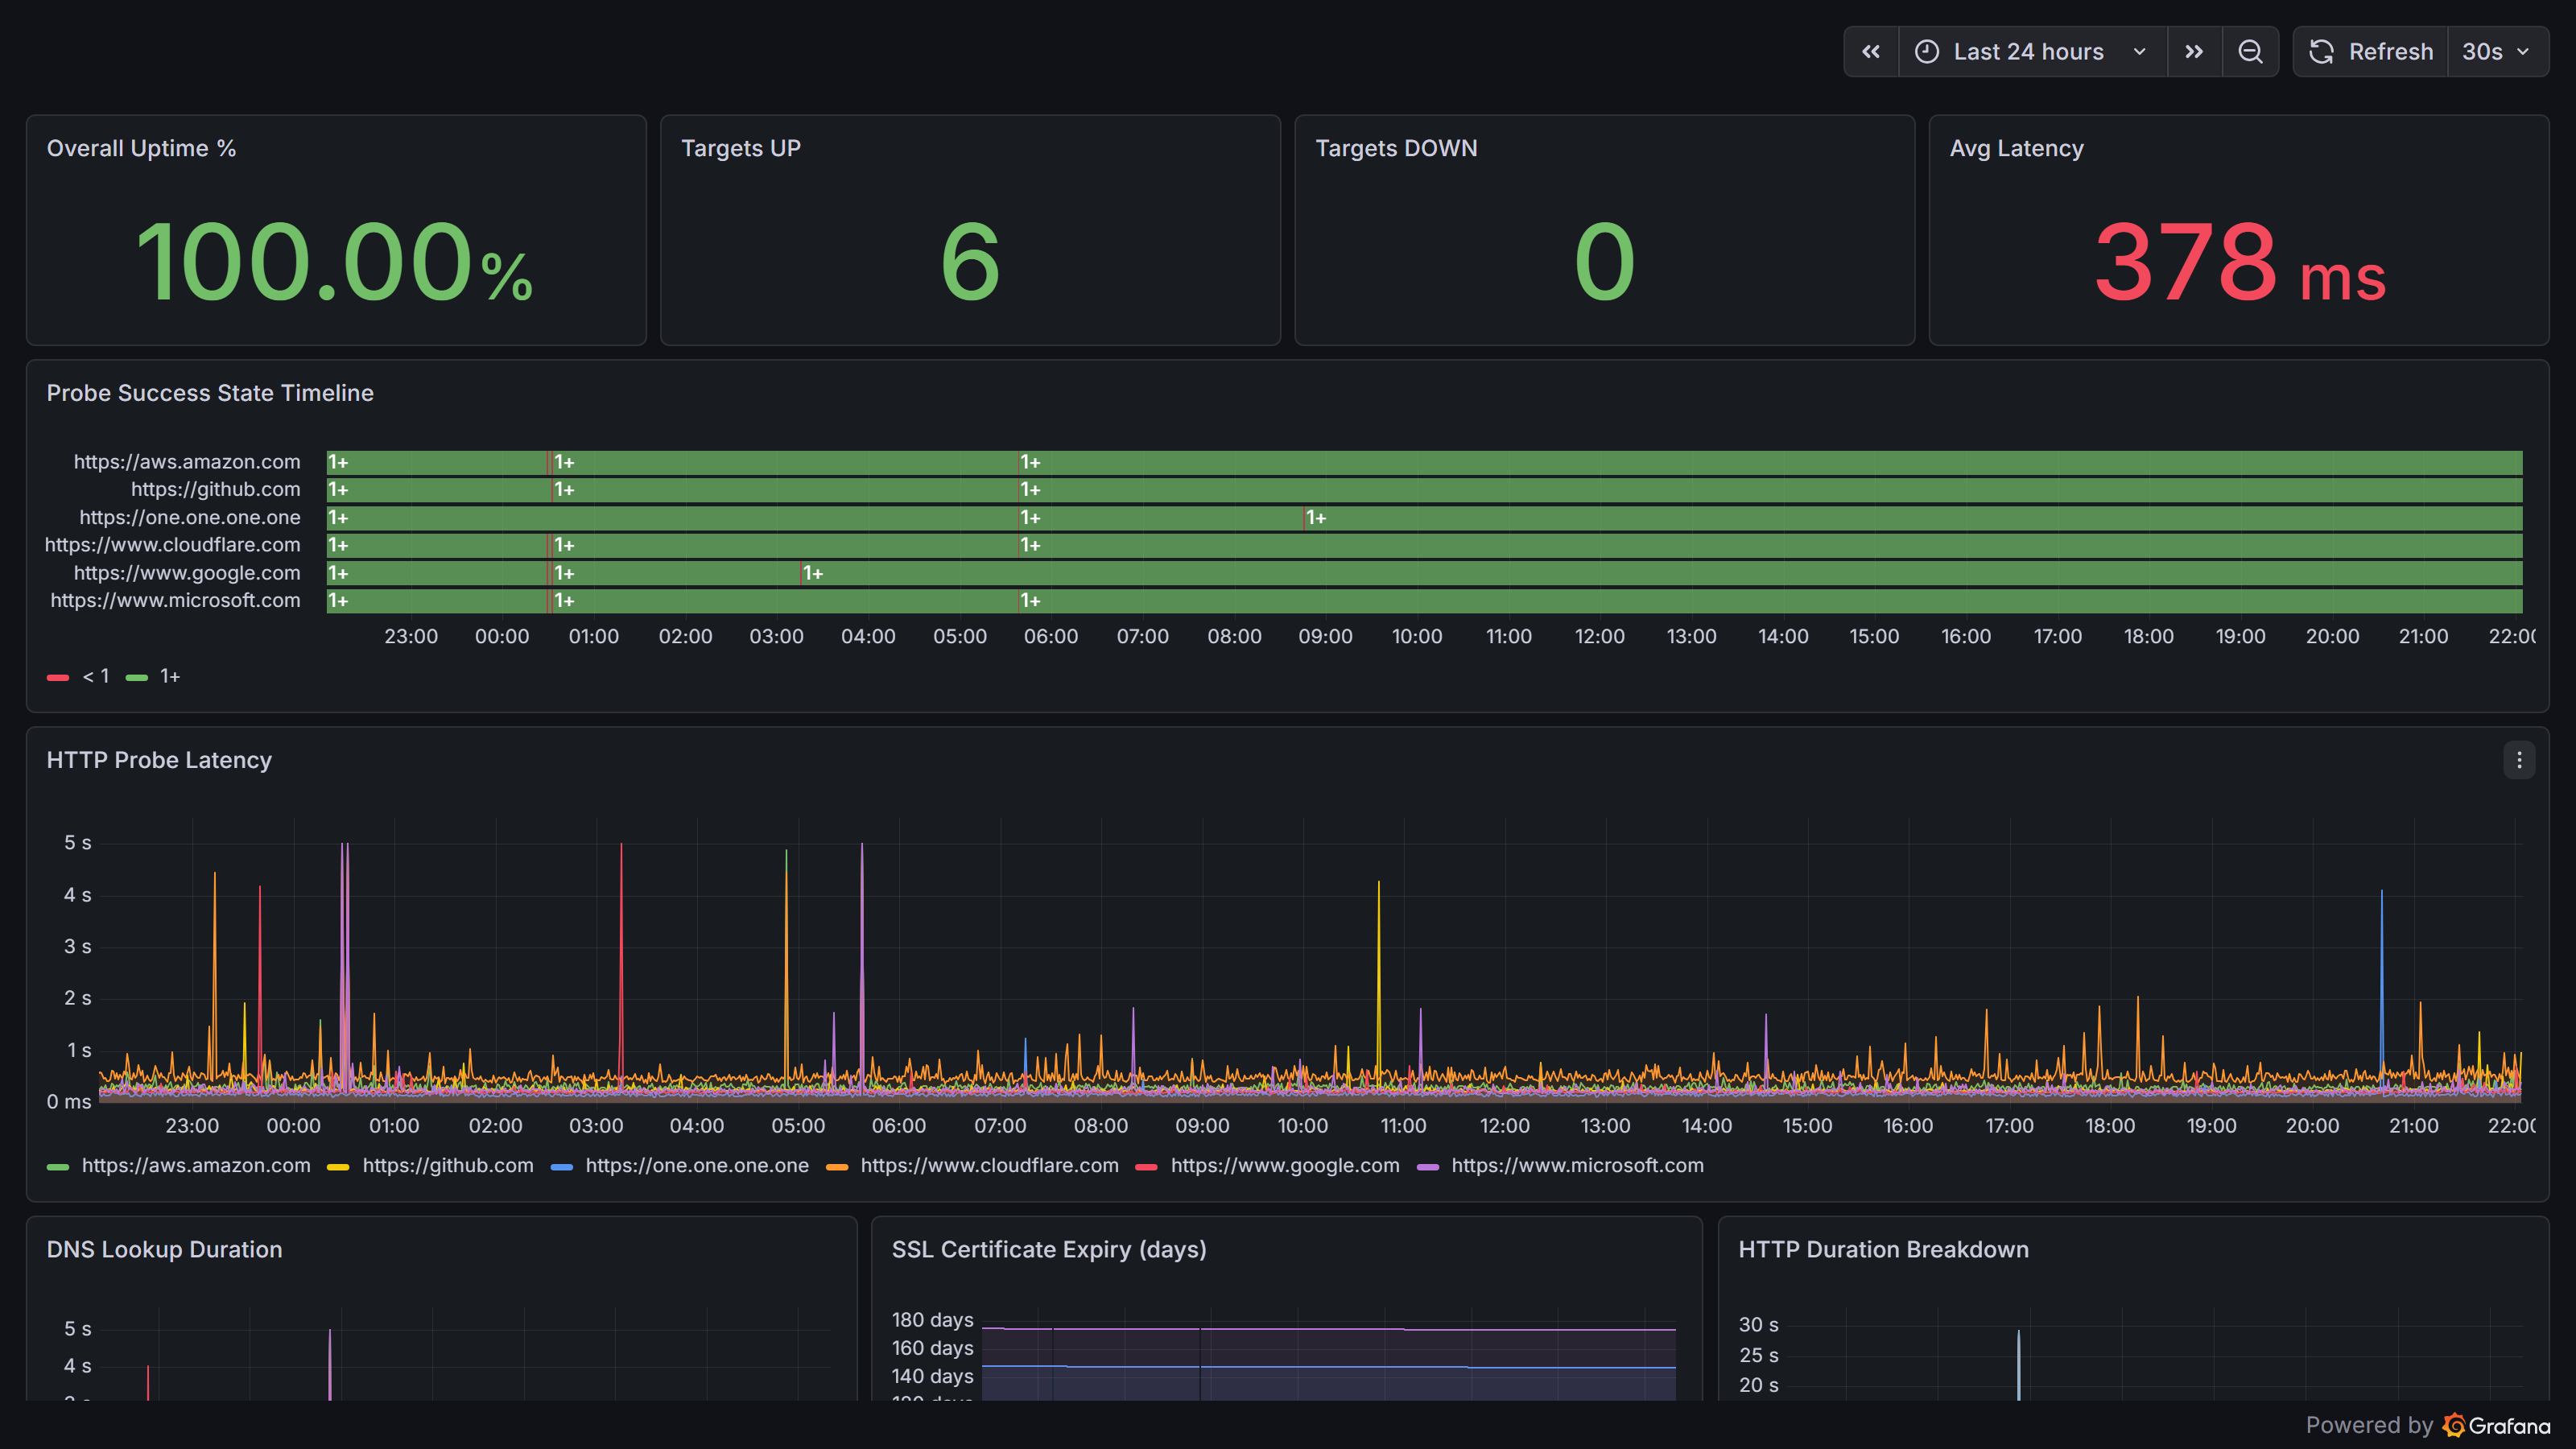 Last 24 hours
Refresh
30s
Overall Uptime %
Targets UP
Targets DOWN
Avg Latency
100.00%
6
0
378 ms
Probe Success State Timeline
https://aws.amazon.com 1+ 1+ 1+
https://github.com 1+ 1+ 1+
https://one.one.one.one 1+ 1+ 1+
https://www.cloudflare.com 1+ 1+ 1+
https://www.google.com 1+ 1+ 1+
https://www.microsoft.com 1+ 1+ 1+
23:00 00:00 01:00 02:00 03:00 04:00 05:00 06:00 07:00 08:00 09:00 10:00 11:00 12:00 13:00 14:00 15:00 16:00 17:00 18:00 19:00 20:00 21:00 22:00
< 1 1+
HTTP Probe Latency
5 s
4 s
3 s
2 s
1 s
0 ms
23:00 00:00 01:00 02:00 03:00 04:00 05:00 06:00 07:00 08:00 09:00 10:00 11:00 12:00 13:00 14:00 15:00 16:00 17:00 18:00 19:00 20:00 21:00 22:00
https://aws.amazon.com https://github.com https://one.one.one.one https://www.cloudflare.com https://www.google.com https://www.microsoft.com
DNS Lookup Duration
5 s
4 s
SSL Certificate Expiry (days)
180 days
160 days
140 days
HTTP Duration Breakdown
30 s
25 s
20 s
Powered by Grafana